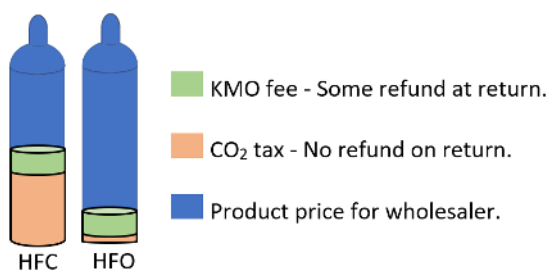 KMO fee - Some refund at return.
CO₂ tax - No refund on return.
Product price for wholesaler.
HFC HFO